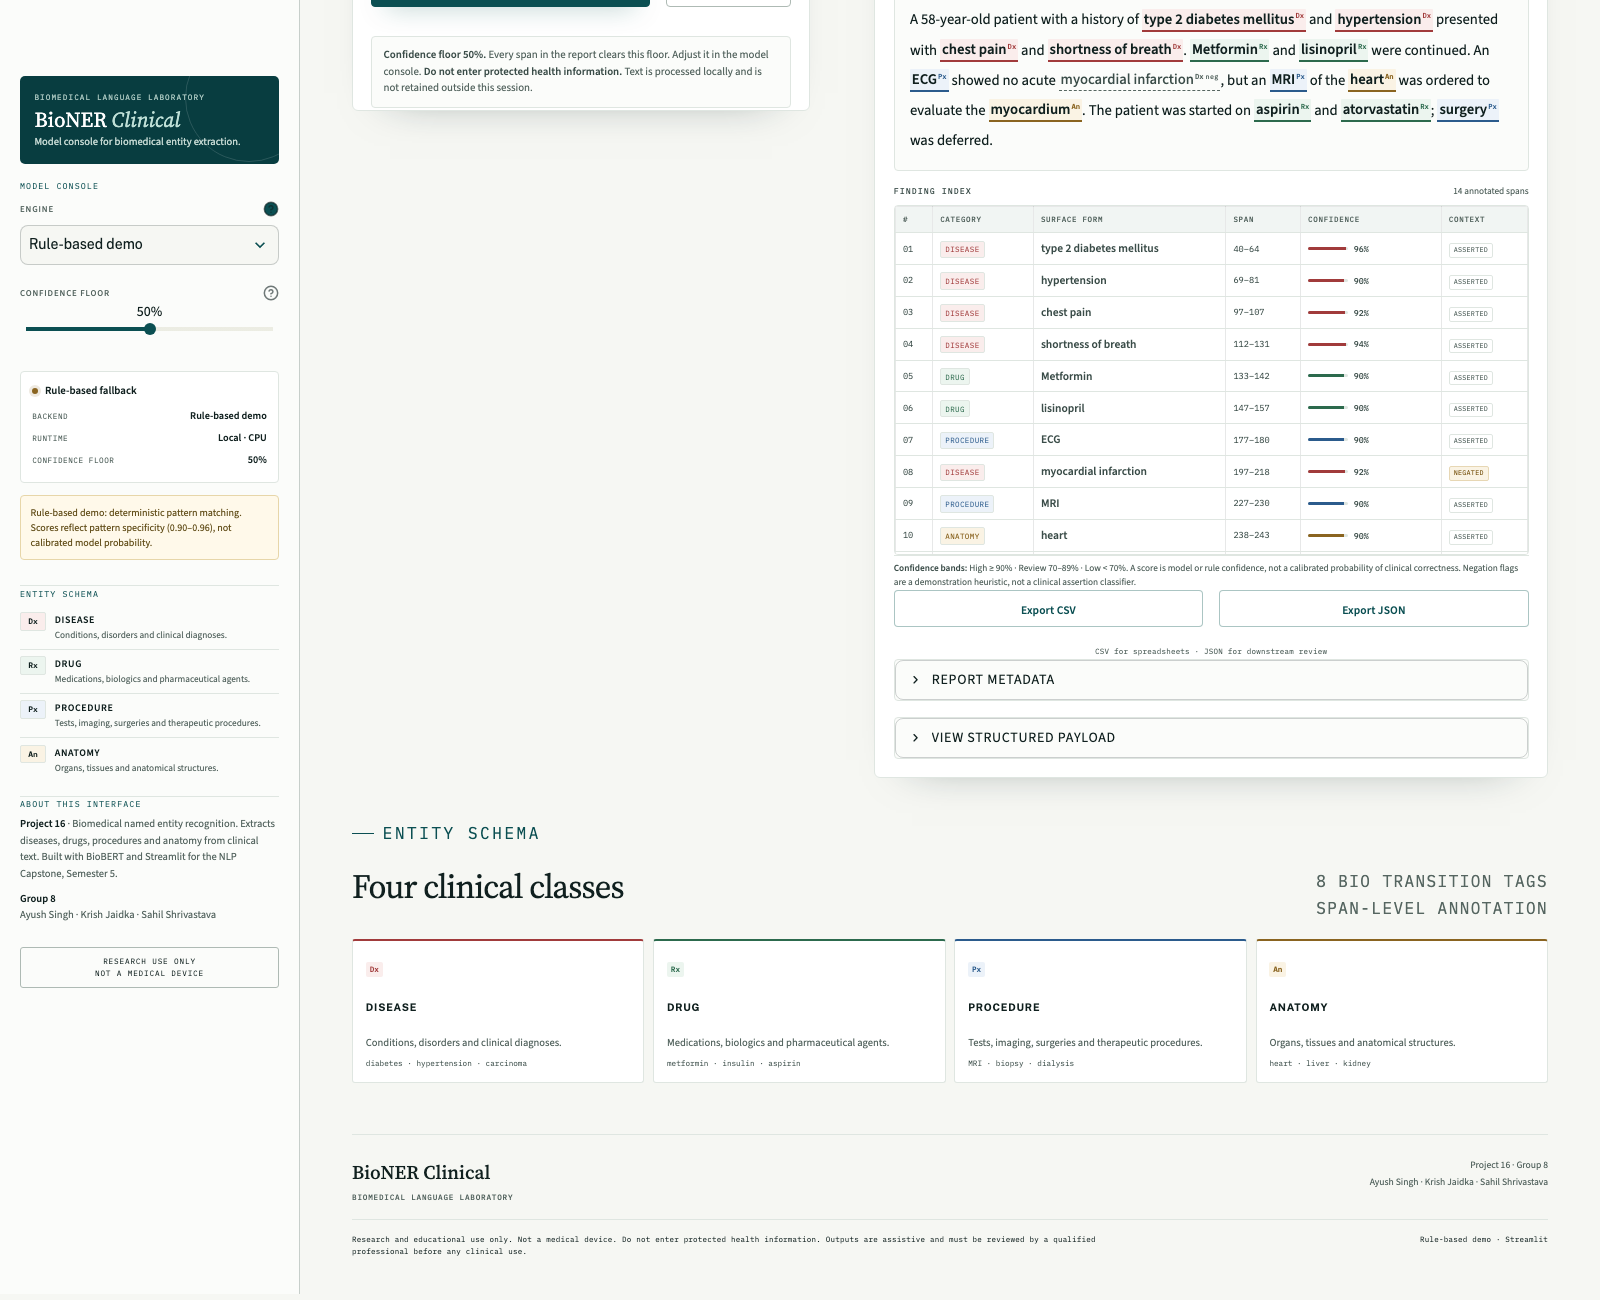 BIOMEDICAL LANGUAGE LABORATORY
BioNER Clinical
Model console for biomedical entity extraction.
MODEL CONSOLE
ENGINE
Rule-based demo
CONFIDENCE FLOOR
?
50%
Rule-based fallback
BACKEND Rule-based demo
RUNTIME Local · CPU
CONFIDENCE FLOOR 50%
Rule-based demo: deterministic pattern matching.
Scores reflect pattern specificity (0.90–0.96), not
calibrated model probability.
ENTITY SCHEMA
Dx DISEASE
Conditions, disorders and clinical diagnoses.
Rx DRUG
Medications, biologics and pharmaceutical agents.
Px PROCEDURE
Tests, imaging, surgeries and therapeutic procedures.
An ANATOMY
Organs, tissues and anatomical structures.
ABOUT THIS INTERFACE
Project 16 · Biomedical named entity recognition. Extracts
diseases, drugs, procedures and anatomy from clinical
text. Built with BioBERT and Streamlit for the NLP
Capstone, Semester 5.
Group 8
Ayush Singh · Krish Jaidka · Sahil Shrivastava
RESEARCH USE ONLY
NOT A MEDICAL DEVICE
Confidence floor 50%. Every span in the report clears this floor. Adjust it in the model
console. Do not enter protected health information. Text is processed locally and is
not retained outside this session.
A 58-year-old patient with a history of type 2 diabetes mellitus Dx and hypertension Dx presented
with chest pain Dx and shortness of breath Dx. Metformin Rx and lisinopril Rx were continued. An
ECG Px showed no acute myocardial infarction Dx neg, but an MRI Px of the heart An was ordered to
evaluate the myocardium An. The patient was started on aspirin Rx and atorvastatin Rx; surgery Px
was deferred.
FINDING INDEX 14 annotated spans
# CATEGORY SURFACE FORM SPAN CONFIDENCE CONTEXT
01 DISEASE type 2 diabetes mellitus 40–64 96% ASSERTED
02 DISEASE hypertension 69–81 90% ASSERTED
03 DISEASE chest pain 97–107 92% ASSERTED
04 DISEASE shortness of breath 112–131 94% ASSERTED
05 DRUG Metformin 133–142 90% ASSERTED
06 DRUG lisinopril 147–157 90% ASSERTED
07 PROCEDURE ECG 177–180 90% ASSERTED
08 DISEASE myocardial infarction 197–218 92% NEGATED
09 PROCEDURE MRI 227–230 90% ASSERTED
10 ANATOMY heart 238–243 90% ASSERTED
Confidence bands: High ≥ 90% · Review 70–89% · Low < 70%. A score is model or rule confidence, not a calibrated probability of clinical correctness. Negation flags
are a demonstration heuristic, not a clinical assertion classifier.
Export CSV Export JSON
CSV for spreadsheets · JSON for downstream review
REPORT METADATA
VIEW STRUCTURED PAYLOAD
ENTITY SCHEMA
Four clinical classes
8 BIO TRANSITION TAGS
SPAN-LEVEL ANNOTATION
Dx
DISEASE
Conditions, disorders and clinical diagnoses.
diabetes · hypertension · carcinoma
Rx
DRUG
Medications, biologics and pharmaceutical agents.
metformin · insulin · aspirin
Px
PROCEDURE
Tests, imaging, surgeries and therapeutic procedures.
MRI · biopsy · dialysis
An
ANATOMY
Organs, tissues and anatomical structures.
heart · liver · kidney
BioNER Clinical
BIOMEDICAL LANGUAGE LABORATORY
Project 16 · Group 8
Ayush Singh · Krish Jaidka · Sahil Shrivastava
Research and educational use only. Not a medical device. Do not enter protected health information. Outputs are assistive and must be reviewed by a qualified
professional before any clinical use.
Rule-based demo · Streamlit